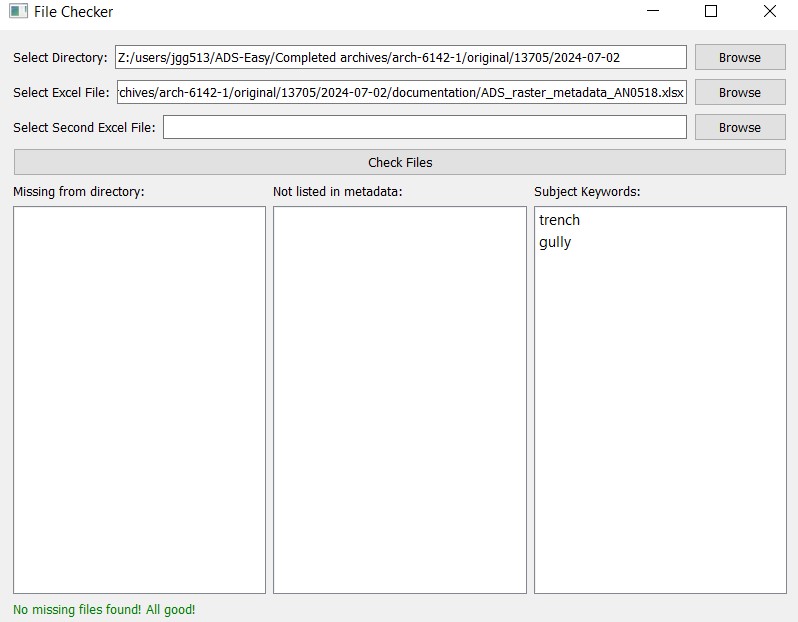 File Checker
Select Directory: Z:/users/jgg513/ADS-Easy/Completed archives/arch-6142-1/original/13705/2024-07-02 Browse
Select Excel File: rchives/arch-6142-1/original/13705/2024-07-02/documentation/ADS_raster_metadata_AN0518.xlsx Browse
Select Second Excel File: Browse
Check Files
Missing from directory: Not listed in metadata: Subject Keywords:
trench
gully
No missing files found! All good!